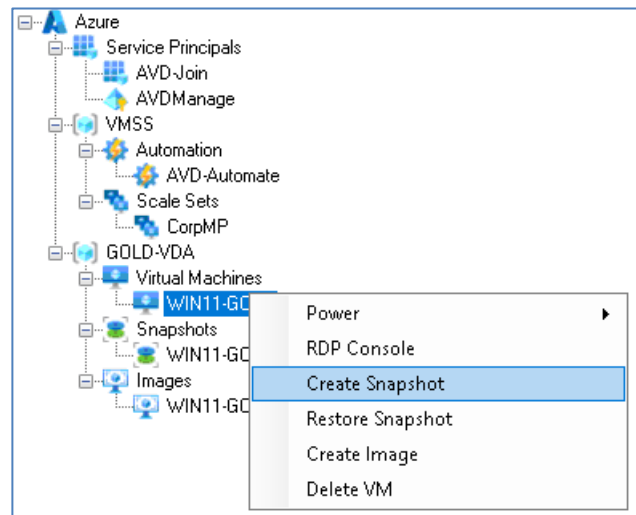 Azure
Service Principals
AVD-Join
AVDManage
VMSS
Automation
AVD-Automate
Scale Sets
CorpMP
GOLD-VDA
Virtual Machines
WIN11-GO
Power
Snapshots
RDP Console
WIN11-GO
Create Snapshot
Images
Restore Snapshot
WIN11-GO
Create Image
Delete VM